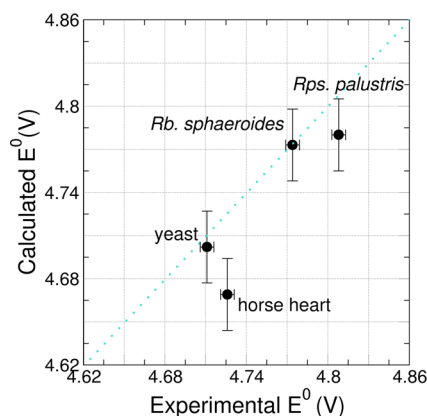 4.86
Rps. palustris
4.8
Rb. sphaeroides
Calculated E⁰(V)
4.74
yeast
4.68
horse heart
4.62
4.62 4.68 4.74 4.8 4.86
Experimental E⁰ (V)